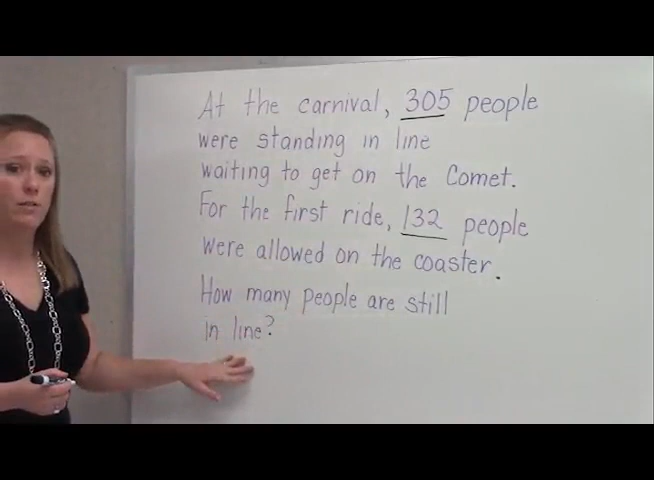 At the carnival, 305 people
were standing in line
waiting to get on the Comet.
For the first ride, 132 people
were allowed on the coaster.
How many people are still
in line?